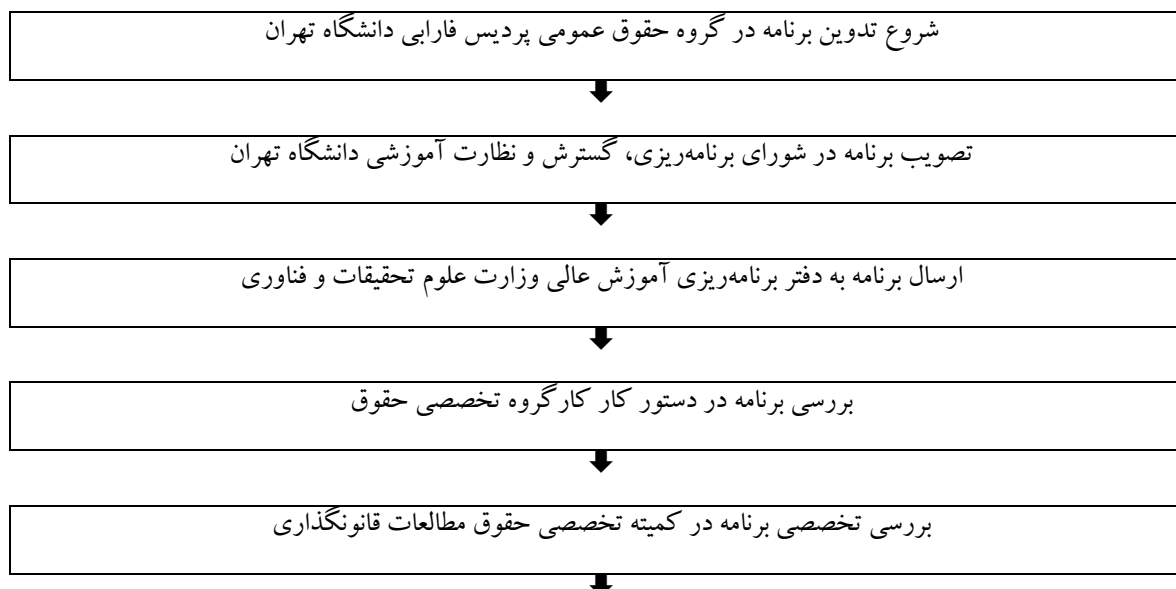 شروع تدوین برنامه در گروه حقوق عمومی پردیس فارابی دانشگاه تهران
تصویب برنامه در شورای برنامه‌ریزی، گسترش و نظارت آموزشی دانشگاه تهران
ارسال برنامه به دفتر برنامه‌ریزی آموزش عالی وزارت علوم تحقیقات و فناوری
بررسی برنامه در دستور کار کارگروه تخصصی حقوق
بررسی تخصصی برنامه در کمیته تخصصی حقوق مطالعات قانونگذاری